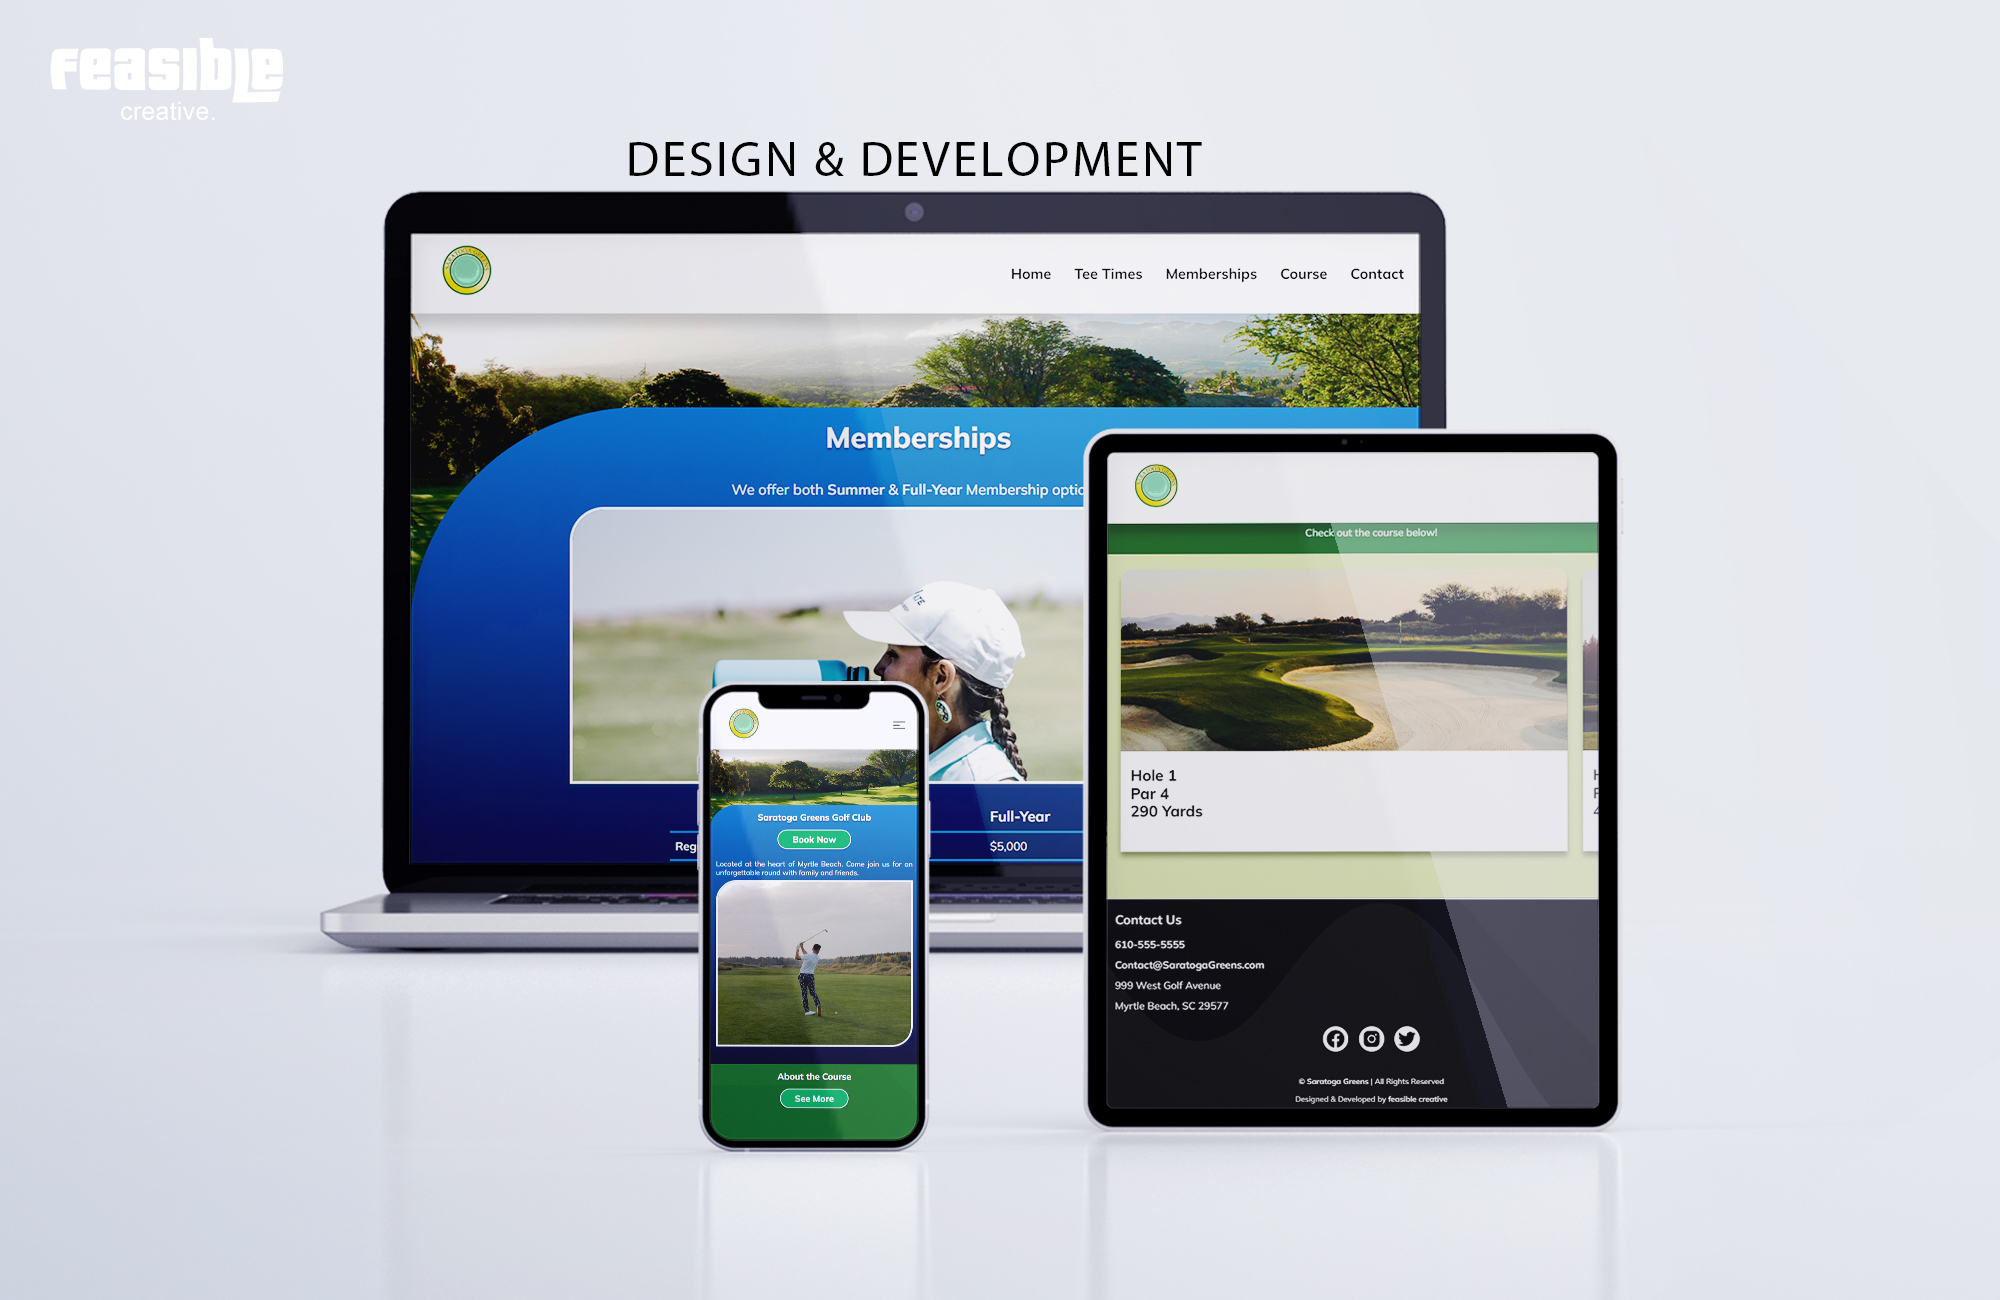 feasible
creative.
DESIGN & DEVELOPMENT
Home Tee Times Memberships Course Contact
Memberships
We offer both Summer & Full-Year Membership
Full-Year
$5,000
Check out the course below!
Hole 1
Par 4
290 Yards
Contact Us
610-555-5555
Contact@SaratogaGreens.com
999 West Golf Avenue
Myrtle Beach, SC 29577
© Saratoga Greens | All Rights Reserved
Designed & Developed by feasible creative
Saratoga Greens Golf Club
Book Now
Located at the heart of Myrtle Beach. Come join us for an
unforgettable round with family and friends.
About the Course
See More